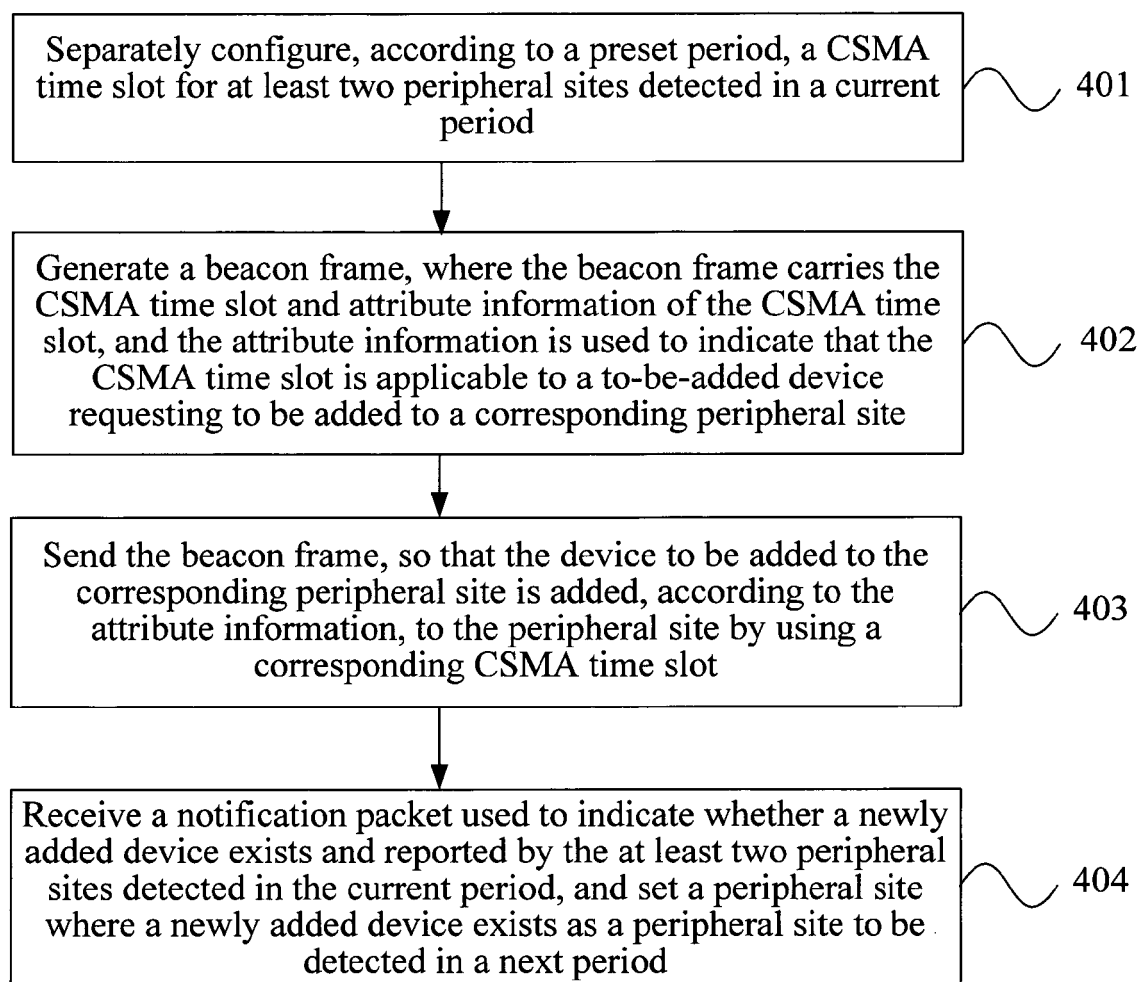 Separately configure, according to a preset period, a CSMA
time slot for at least two peripheral sites detected in a current
period
401
Generate a beacon frame, where the beacon frame carries the
CSMA time slot and attribute information of the CSMA time
slot, and the attribute information is used to indicate that the
CSMA time slot is applicable to a to-be-added device
requesting to be added to a corresponding peripheral site
402
Send the beacon frame, so that the device to be added to the
corresponding peripheral site is added, according to the
attribute information, to the peripheral site by using a
corresponding CSMA time slot
403
Receive a notification packet used to indicate whether a newly
added device exists and reported by the at least two peripheral
sites detected in the current period, and set a peripheral site
where a newly added device exists as a peripheral site to be
detected in a next period
404